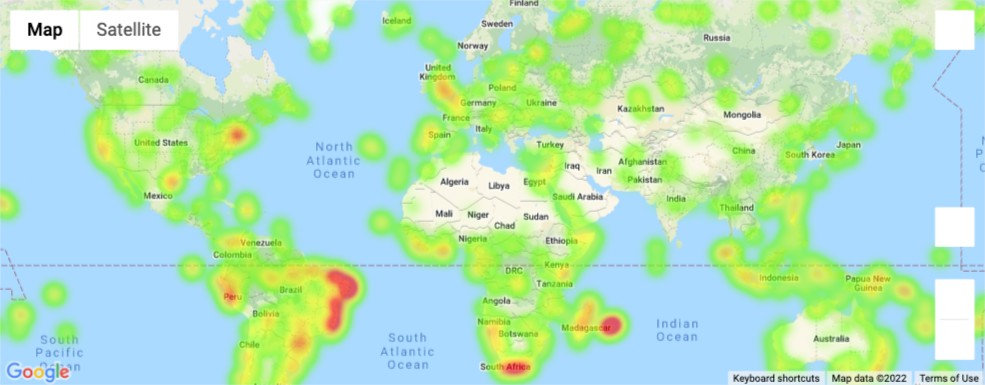 Map Satellite
Iceland
Finland
Sweden
Norway
Russia
Canada
United
Kingdom
Poland
Germany
Ukraine
Kazakhstan
Mongolia
France
Italy
Spain
Turkey
United States
North
Atlantic
Ocean
China
South Korea
Japan
Afghanistan
Iraq
Iran
Pakistan
Algeria
Libya
Egypt
Saudi Arabia
India
Mexico
Mali
Niger
Chad
Sudan
Thailand
Nigeria
Ethiopia
Venezuela
Colombia
DRC
Kenya
Tanzania
Indonesia
Papua New
Guinea
Brazil
Peru
Bolivia
Angola
Namibia
Botswana
Madagascar
Indian
Ocean
Chile
South
Atlantic
Ocean
South
Pacific
Ocean
Australia
South Africa
Google
Keyboard shortcuts Map data ©2022 Terms of Use